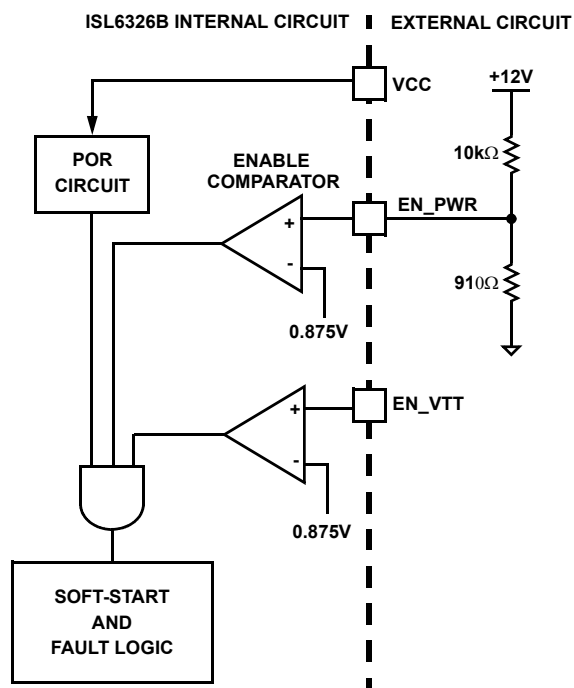 ISL6326B INTERNAL CIRCUIT
EXTERNAL CIRCUIT
VCC
+12V
POR
CIRCUIT
ENABLE
COMPARATOR
10kΩ
EN_PWR
+
-
910Ω
0.875V
EN_VTT
+
-
0.875V
SOFT-START
AND
FAULT LOGIC